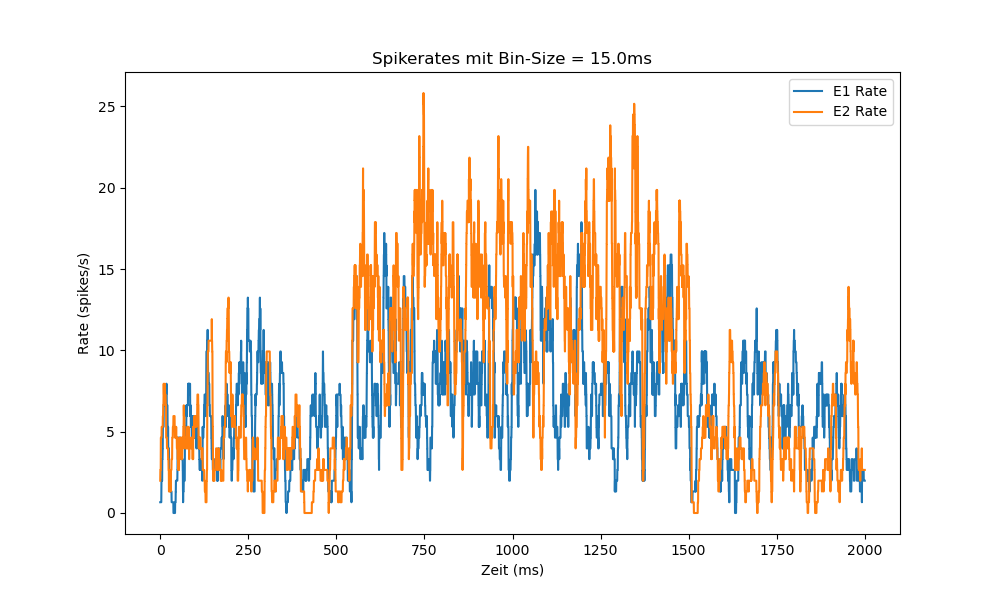 Spikerates mit Bin-Size = 15.0ms
E1 Rate
E2 Rate
Rate (spikes/s)
25
20
15
10
5
0
0 250 500 750 1000 1250 1500 1750 2000
Zeit (ms)